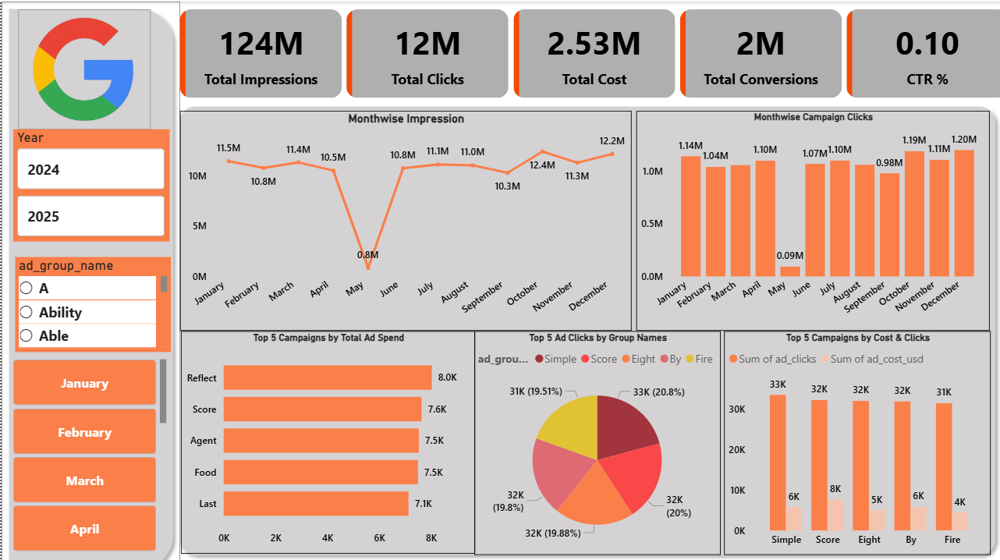 124M
Total Impressions
12M
Total Clicks
2.53M
Total Cost
2M
Total Conversions
0.10
CTR %
Year
2024
2025
ad_group_name
A
Ability
Able
January
February
March
April
Monthwise Impression
11.5M
10.8M
11.4M
10.5M
0.8M
10.8M
11.1M
11.0M
10.3M
12.4M
11.3M
12.2M
10M
5M
0M
January
February
March
April
May
June
July
August
September
October
November
December
Monthwise Campaign Clicks
1.14M
1.04M
1.10M
0.09M
1.07M
1.10M
0.98M
1.19M
1.11M
1.20M
1.0M
0.5M
0.0M
January
February
March
April
May
June
July
August
September
October
November
December
Top 5 Campaigns by Total Ad Spend
Reflect 8.0K
Score 7.6K
Agent 7.5K
Food 7.5K
Last 7.1K
0K 2K 4K 6K 8K
Top 5 Ad Clicks by Group Names
ad_grou... Simple Score Eight By Fire
31K (19.51%)
33K (20.8%)
32K
(19.8%)
32K
(20%)
32K (19.88%)
Top 5 Campaigns by Cost & Clicks
Sum of ad_clicks Sum of ad_cost_usd
33K 32K 32K 32K 31K
30K
20K
10K
0K
6K 8K 5K 6K 4K
Simple Score Eight By Fire